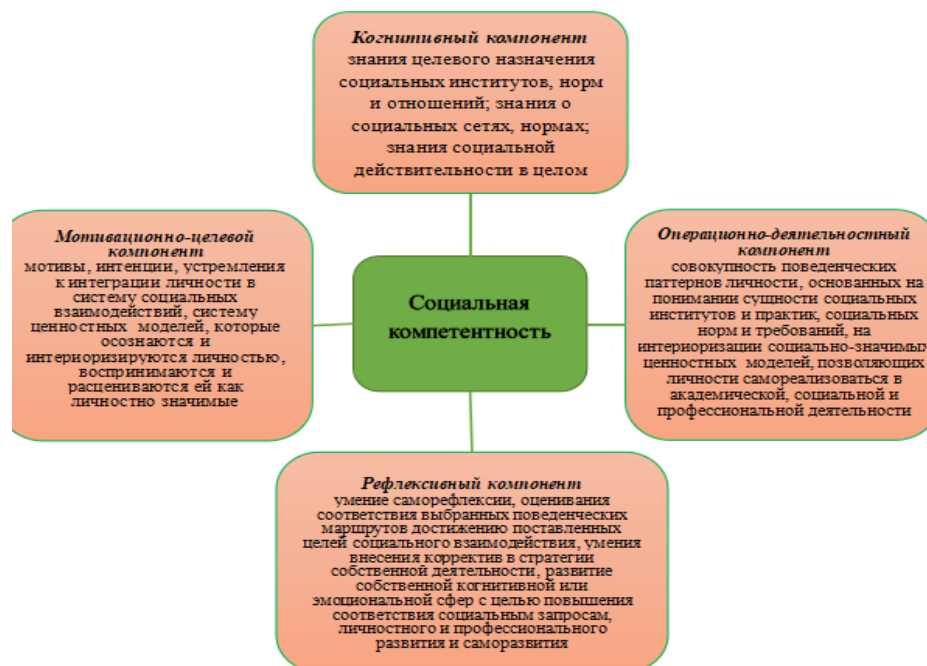 Когнитивный компонент
знания целевого назначения
социальных институтов, норм
и отношений; знания о
социальных сетях, нормах;
знания социальной
действительности в целом
Мотивационно-целевой
компонент
мотивы, интенции, устремления
к интеграции личности в
систему социальных
взаимодействий, систему
ценностных моделей, которые
осознаются и
интериоризируются личностью,
воспринимаются и
расцениваются ей как
личностно значимые
Социальная
компетентность
Операционно-деятельностный
компонент
совокупность поведенческих
паттернов личности, основанных на
понимании сущности социальных
институтов и практик, социальных
норм и требований, на
интериоризации социально-значимых
ценностных моделей, позволяющих
личности самореализоваться в
академической, социальной и
профессиональной деятельности
Рефлексивный компонент
умение саморефлексии, оценивания
соответствия выбранных поведенческих
маршрутов достижению поставленных
целей социального взаимодействия, умения
внесения корректив в стратегии
собственной деятельности, развитие
собственной когнитивной или
эмоциональной сфер с целью повышения
соответствия социальным запросам,
личностного и профессионального
развития и саморазвития